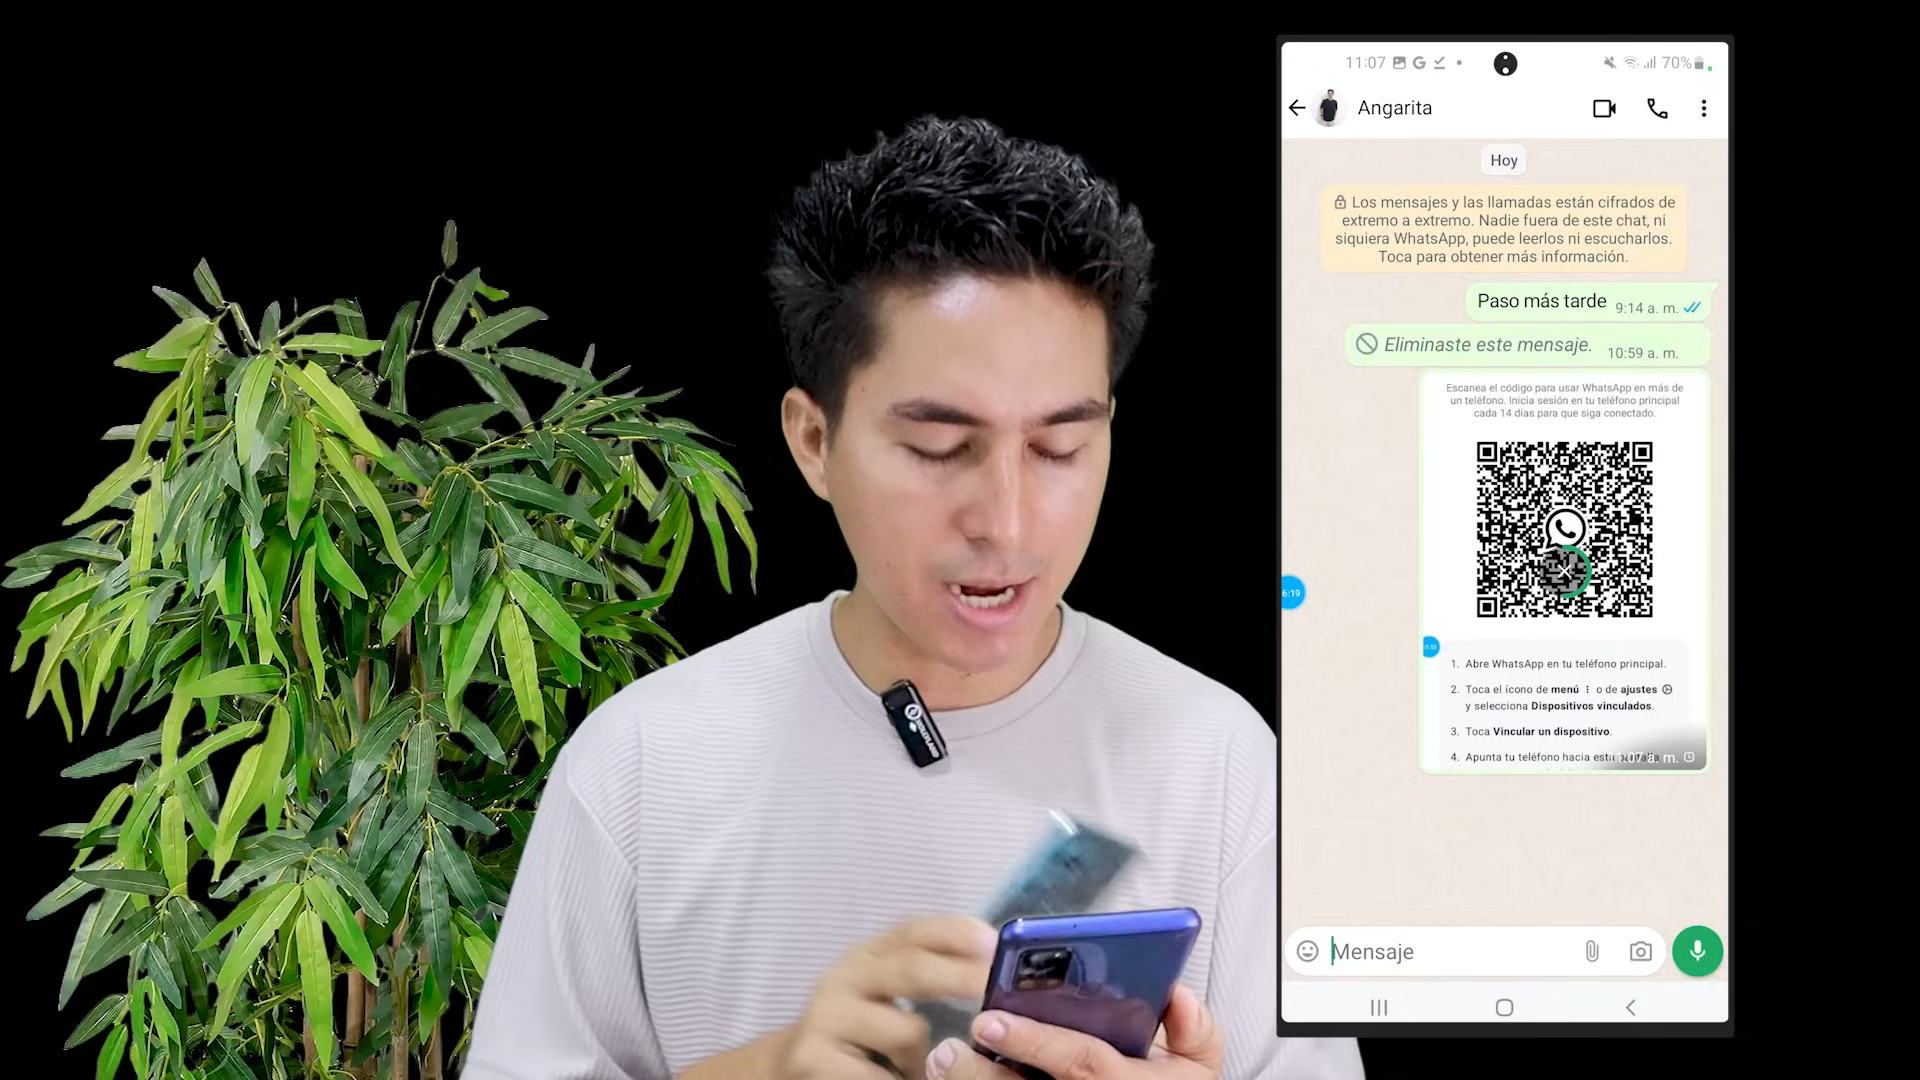 11:07
70%
Angarita
Hoy
Los mensajes y las llamadas están cifrados de
extremo a extremo. Nadie fuera de este chat, ni
siquiera WhatsApp, puede leerlos ni escucharlos.
Toca para obtener más información.
Paso más tarde 9:14 a. m.
Eliminaste este mensaje. 10:59 a. m.
Escanea el código para usar WhatsApp en más de
un teléfono. Inicia sesión en tu teléfono principal
cada 14 días para que siga conectado.
6:19
1. Abre WhatsApp en tu teléfono principal.
2. Toca el ícono de menú o de ajustes
y selecciona Dispositivos vinculados.
3. Toca Vincular un dispositivo.
4. Apunta tu teléfono hacia esta
Mensaje